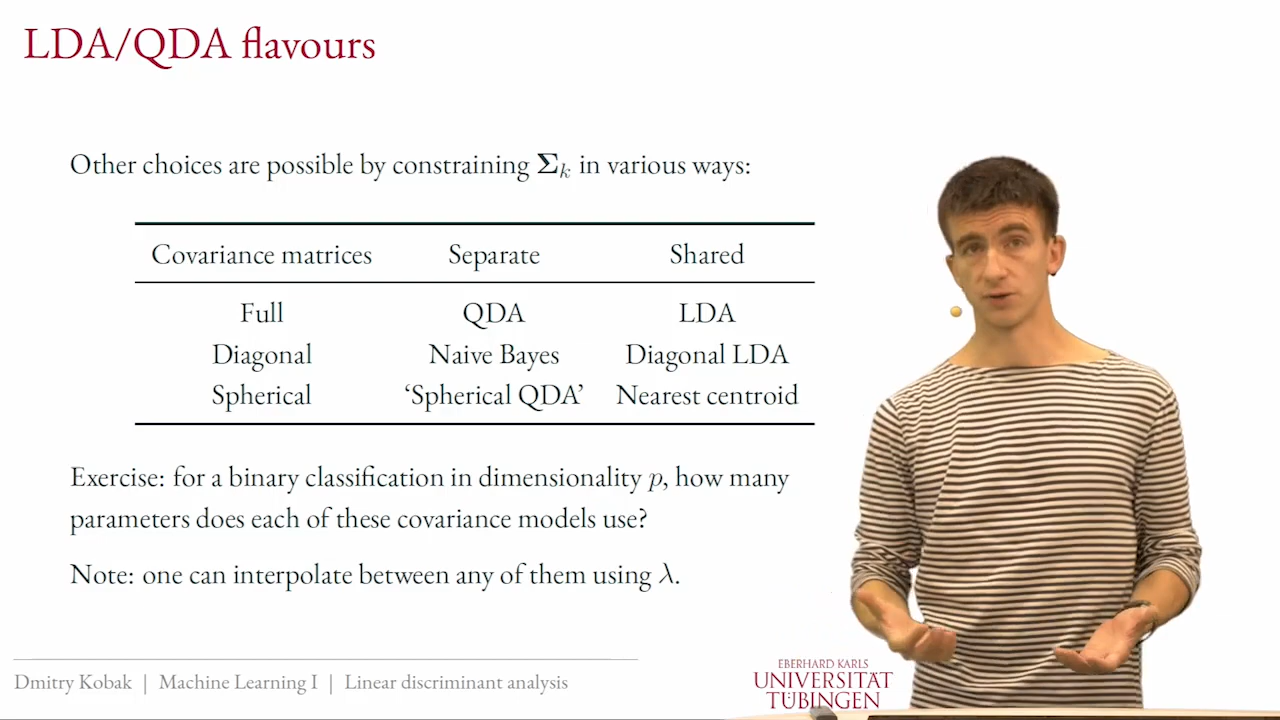 LDA/QDA flavours
Other choices are possible by constraining Σₖ in various ways:
Covariance matrices Separate Shared
Full QDA LDA
Diagonal Naive Bayes Diagonal LDA
Spherical ‘Spherical QDA’ Nearest centroid
Exercise: for a binary classification in dimensionality p, how many
parameters does each of these covariance models use?
Note: one can interpolate between any of them using λ.
Dmitry Kobak | Machine Learning I | Linear discriminant analysis
EBERHARD KARLS
UNIVERSITÄT
TÜBINGEN